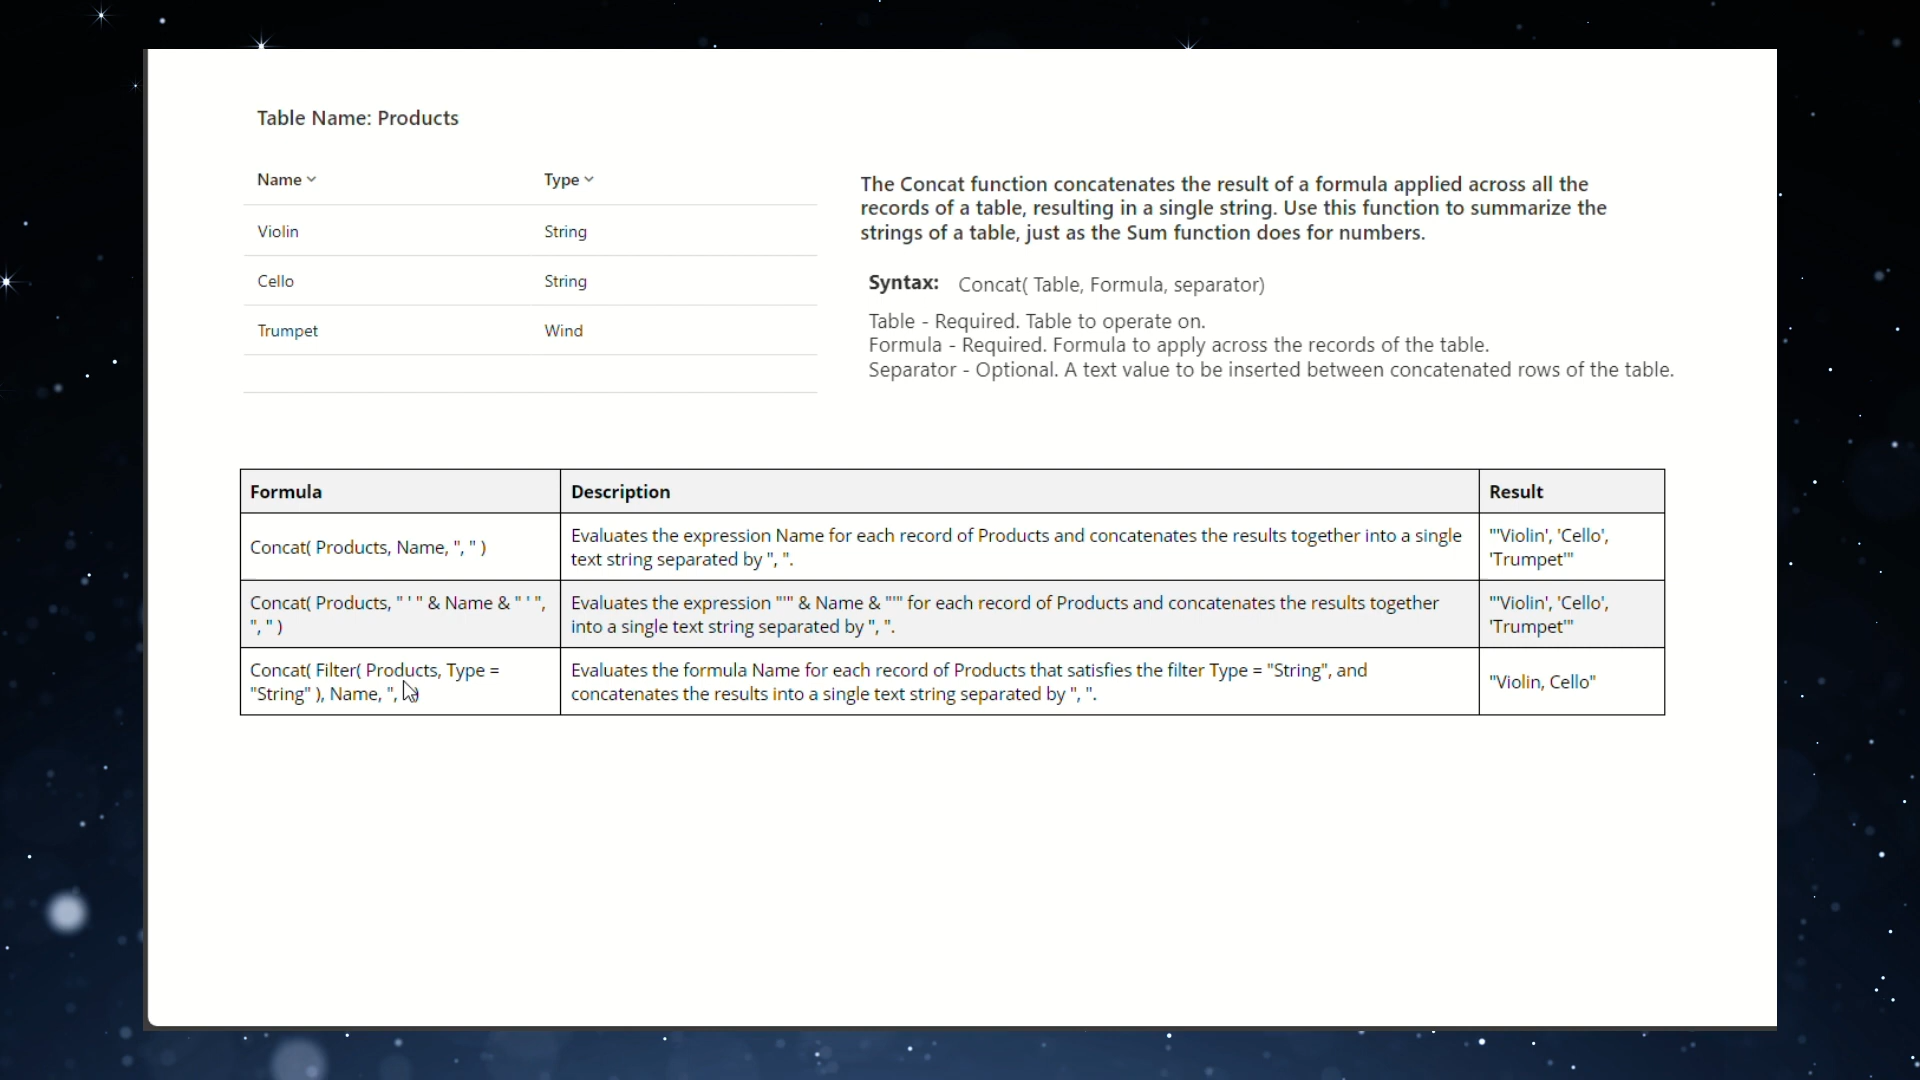 Table Name: Products
Name Type
Violin String
Cello String
Trumpet Wind
The Concat function concatenates the result of a formula applied across all the
records of a table, resulting in a single string. Use this function to summarize the
strings of a table, just as the Sum function does for numbers.
Syntax: Concat( Table, Formula, separator)
Table - Required. Table to operate on.
Formula - Required. Formula to apply across the records of the table.
Separator - Optional. A text value to be inserted between concatenated rows of the table.
Formula Description Result
Concat( Products, Name, ", " )
Evaluates the expression Name for each record of Products and concatenates the results together into a single
text string separated by ", ".
"'Violin', 'Cello',
'Trumpet'"
Concat( Products, " ' " & Name & " ' ",
", " )
Evaluates the expression "'" & Name & "'" for each record of Products and concatenates the results together
into a single text string separated by ", ".
"'Violin', 'Cello',
'Trumpet'"
Concat( Filter( Products, Type =
"String" ), Name, ",
Evaluates the formula Name for each record of Products that satisfies the filter Type = "String", and
concatenates the results into a single text string separated by ", ".
"Violin, Cello"